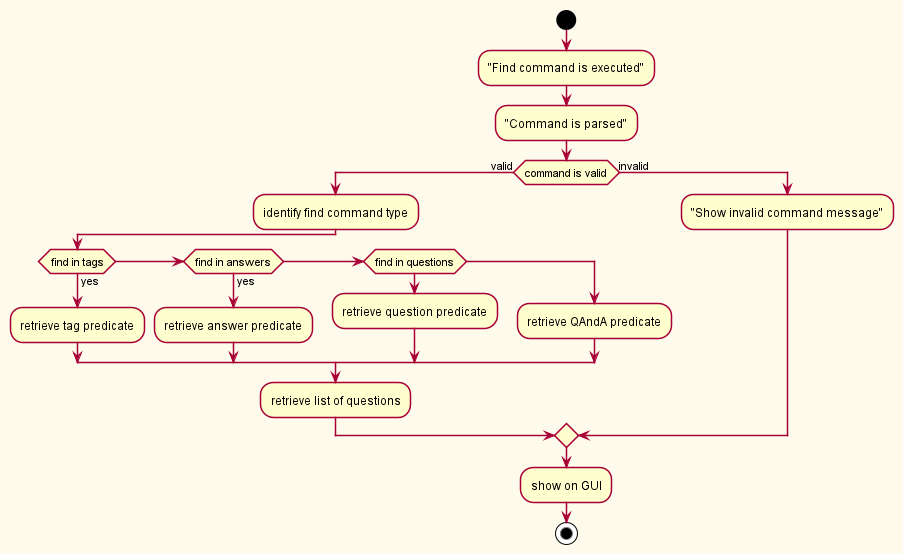 "Find command is executed"
"Command is parsed"
valid
command is valid
invalid
identify find command type
"Show invalid command message"
find in tags
find in answers
find in questions
yes
yes
retrieve tag predicate
retrieve answer predicate
retrieve question predicate
retrieve QAndA predicate
retrieve list of questions
show on GUI